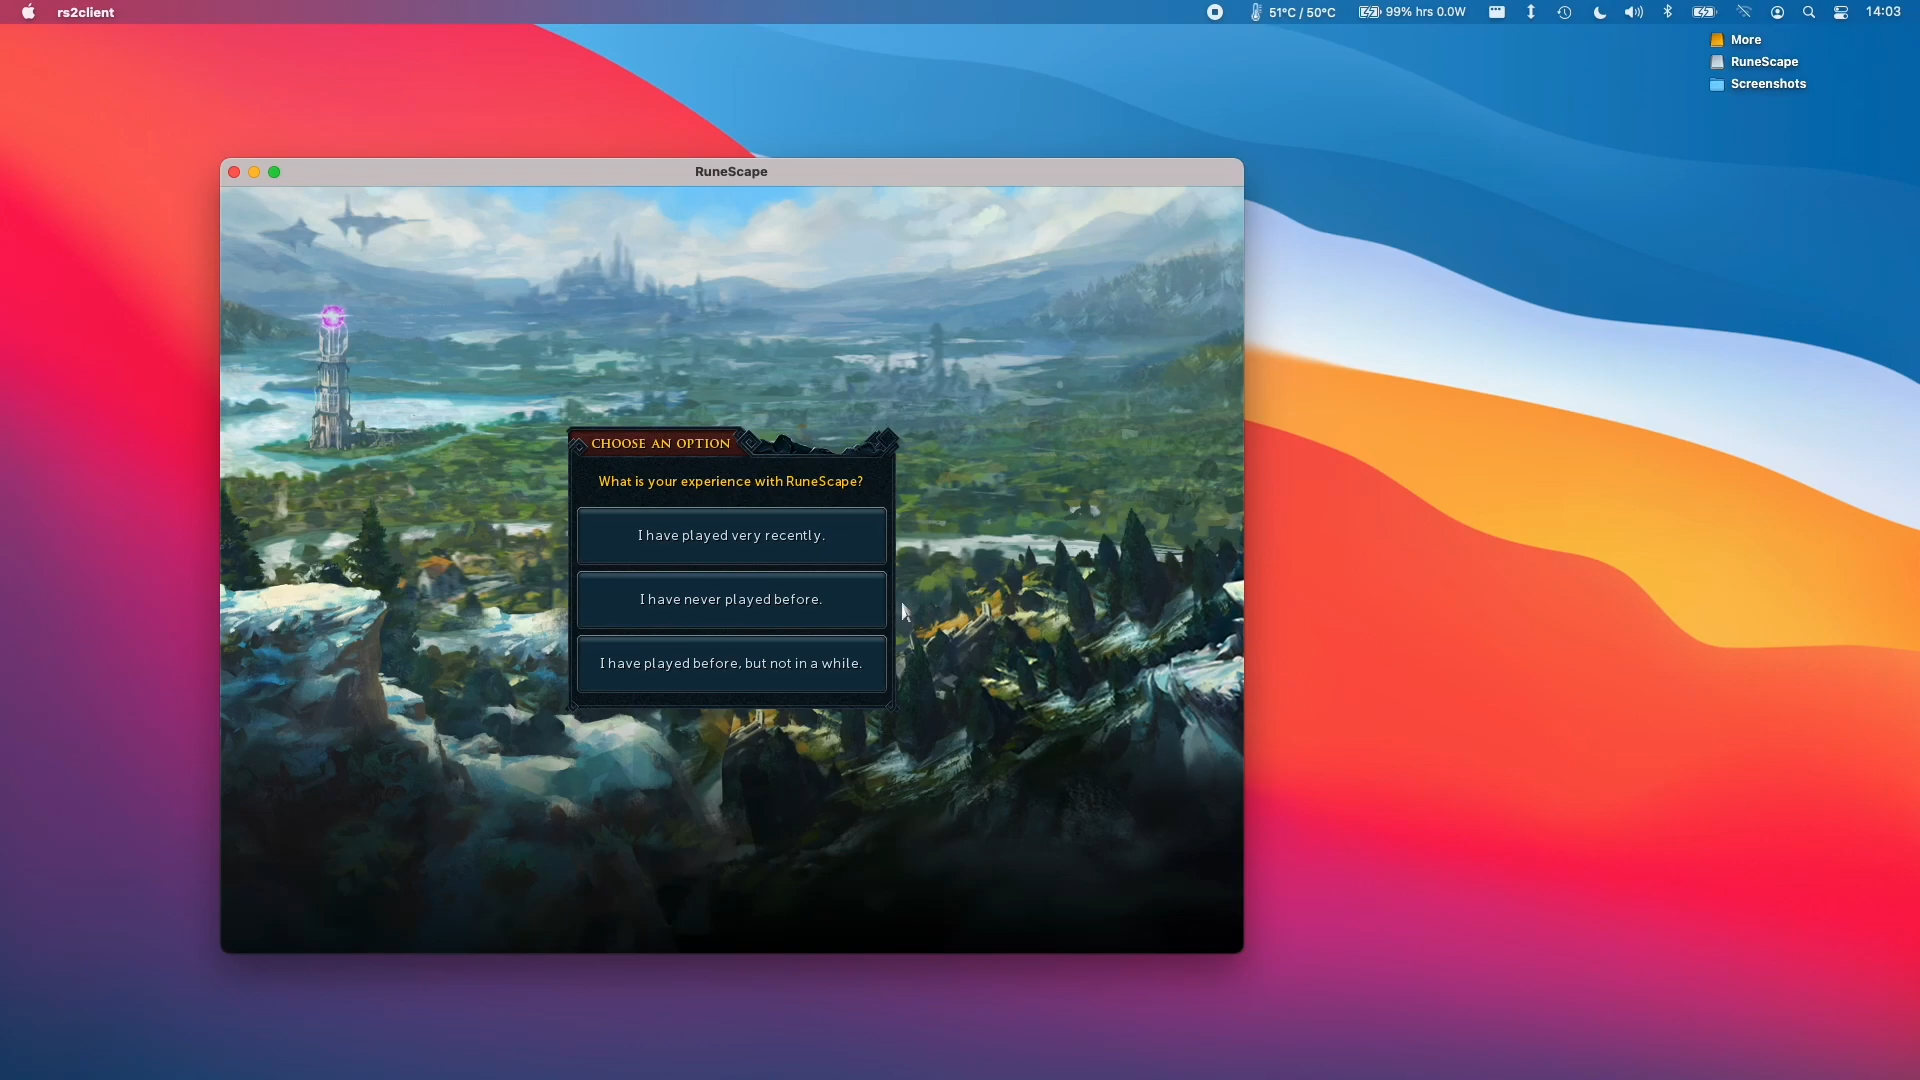 rs2client
51°C / 50°C
99% hrs 0.0W
14:03
More
RuneScape
Screenshots
RuneScape
CHOOSE AN OPTION
What is your experience with RuneScape?
I have played very recently.
I have never played before.
I have played before, but not in a while.